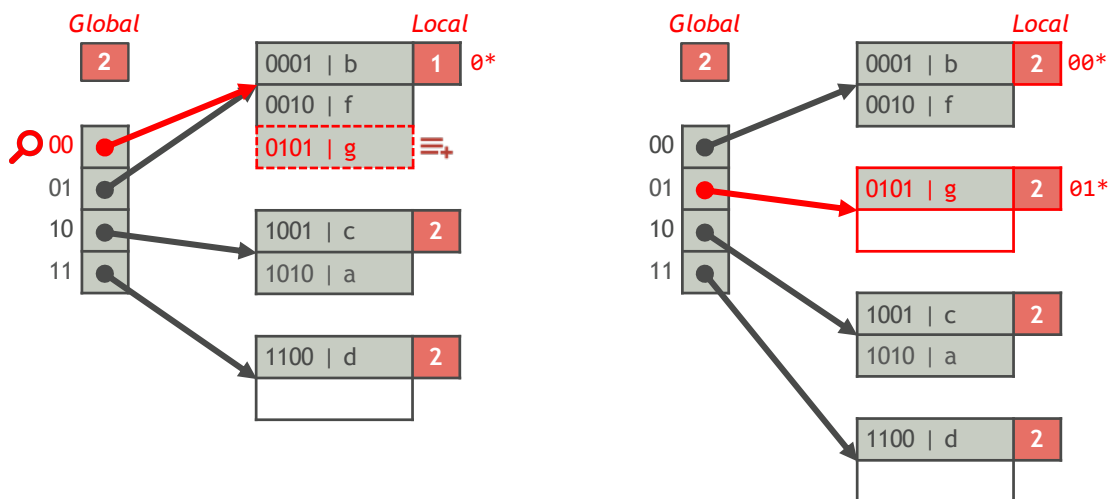 Global
2
Local
0001 | b 1 0*
0010 | f
0101 | g
00
01
10
11
1001 | c 2
1010 | a
1100 | d 2
Global
2
Local
0001 | b 2 00*
0010 | f
00
01
10
11
0101 | g 2 01*
1001 | c 2
1010 | a
1100 | d 2